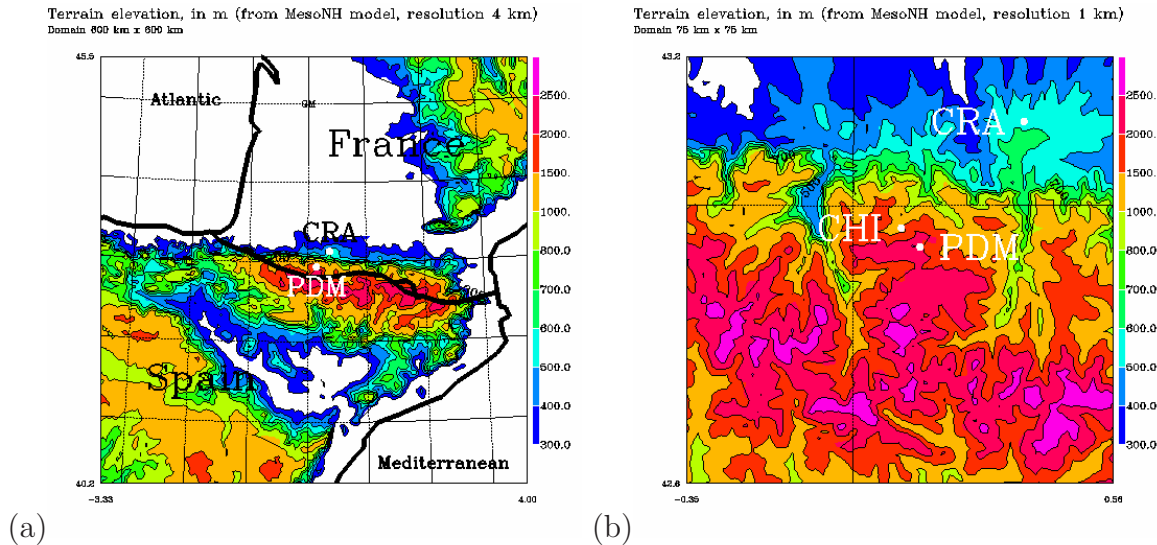 Terrain elevation, in m (from MesoNH model, resolution 4 km)
Domain 600 km x 600 km
45.5
Atlantic
GM
France
CRA
PDM
Spain
Mediterranean
40.2
-3.33
4.00
2500.
2000.
1500.
1000.
800.0
700.0
600.0
500.0
400.0
300.0
(a)
Terrain elevation, in m (from MesoNH model, resolution 1 km)
Domain 75 km x 75 km
43.2
CRA
CHI
PDM
42.6
-0.35
0.56
2500.
2000.
1500.
1000.
800.0
700.0
600.0
500.0
400.0
300.0
(b)